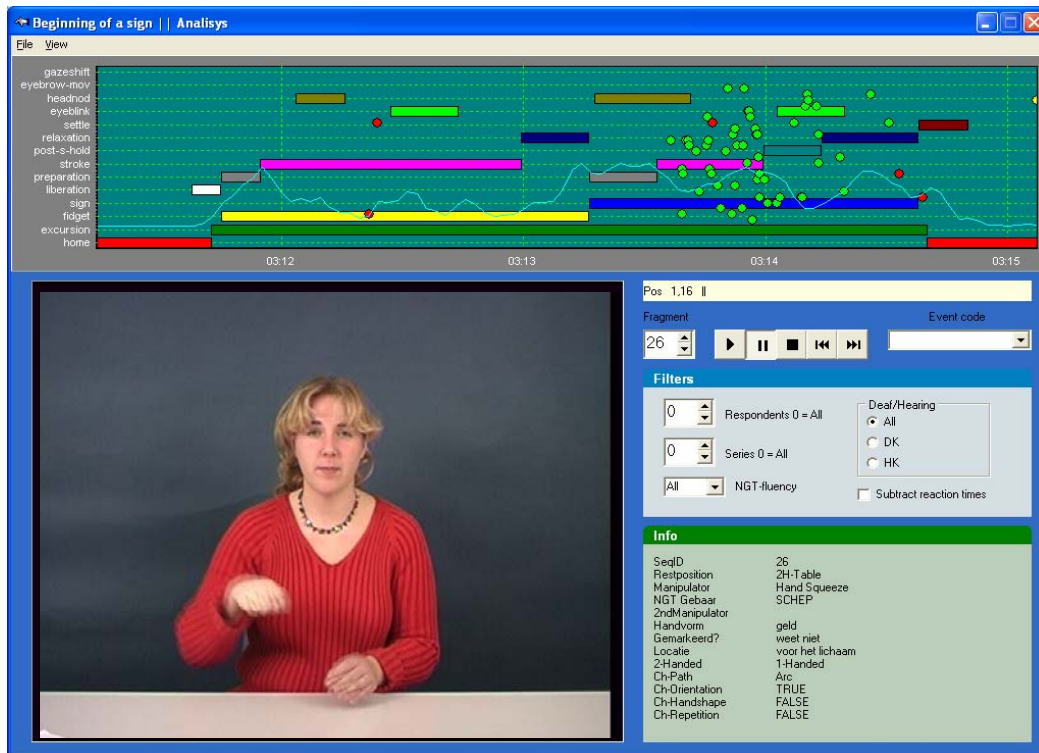 Beginning of a sign || Analisys
File View
gazeshift
eyebrow-mov
headnod
eyeblink
settle
relaxation
post-s-hold
stroke
preparation
liberation
sign
fidget
excursion
home
03:12 03:13 03:14 03:15
Pos 1,16 ||
Fragment Event code
26
Filters
0 Respondents 0 = All
0 Series 0 = All
All NGT-fluency
Deaf/Hearing
All
DK
HK
Subtract reaction times
Info
SeqID 26
Restposition 2H-Table
Manipulator Hand Squeeze
NGT Gebaar SCHEP
2ndManipulator
Handvorm geld
Gemarkeerd? weet niet
Locatie voor het lichaam
2-Handed 1-Handed
Ch-Path Arc
Ch-Orientation TRUE
Ch-Handshape FALSE
Ch-Repetition FALSE